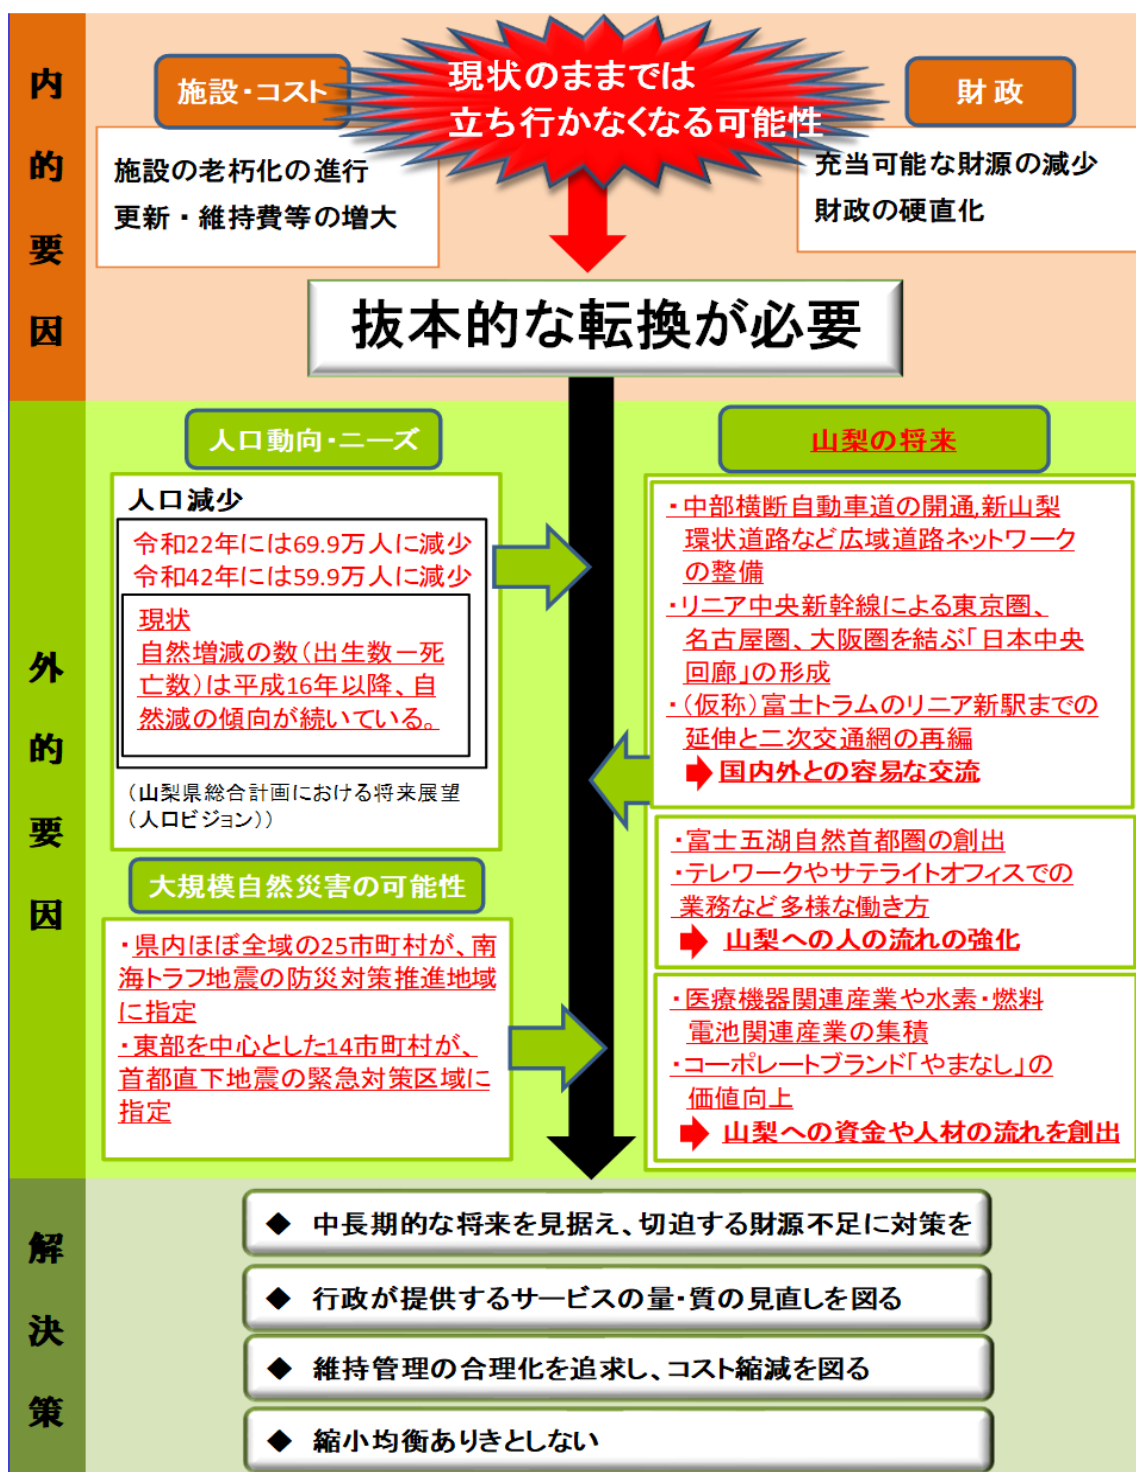 内的要因
施設・コスト
現状のままでは
立ち行かなくなる可能性
財政
施設の老朽化の進行
更新・維持費等の増大
充当可能な財源の減少
財政の硬直化
抜本的な転換が必要
外的要因
人口動向・ニーズ
人口減少
令和22年には69.9万人に減少
令和42年には59.9万人に減少
現状
自然増減の数（出生数－死
亡数）は平成16年以降、自
然減の傾向が続いている。
（山梨県総合計画における将来展望
（人口ビジョン））
大規模自然災害の可能性
・県内ほぼ全域の25市町村が、南
海トラフ地震の防災対策推進地域
に指定
・東部を中心とした14市町村が、
首都直下地震の緊急対策区域に
指定
山梨の将来
・中部横断自動車道の開通,新山梨
環状道路など広域道路ネットワーク
の整備
・リニア中央新幹線による東京圏、
名古屋圏、大阪圏を結ぶ「日本中央
回廊」の形成
・（仮称）富士トラムのリニア新駅までの
延伸と二次交通網の再編
国内外との容易な交流
・富士五湖自然首都圏の創出
・テレワークやサテライトオフィスでの
業務など多様な働き方
山梨への人の流れの強化
・医療機器関連産業や水素・燃料
電池関連産業の集積
・コーポレートブランド「やまなし」の
価値向上
山梨への資金や人材の流れを創出
解決策
◆ 中長期的な将来を見据え、切迫する財源不足に対策を
◆ 行政が提供するサービスの量・質の見直しを図る
◆ 維持管理の合理化を追求し、コスト縮減を図る
◆ 縮小均衡ありきとしない